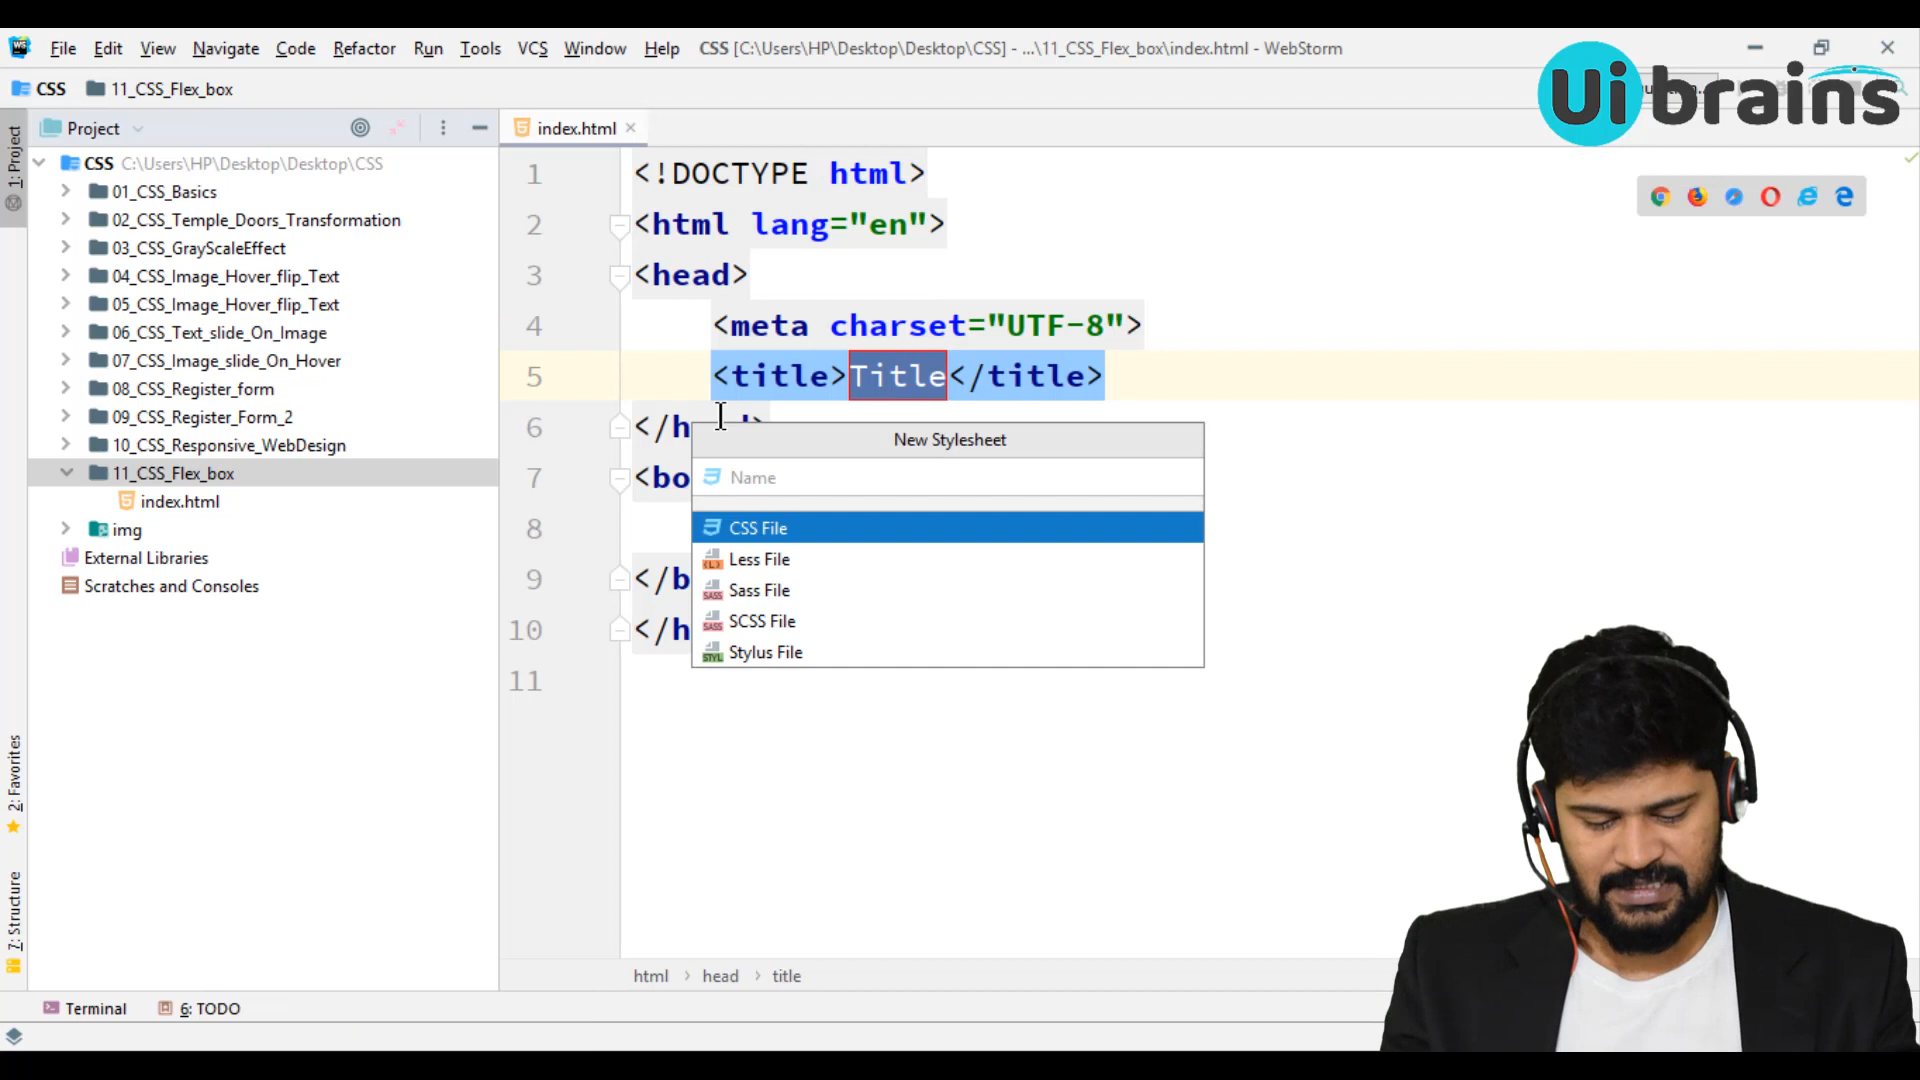 File Edit View Navigate Code Refactor Run Tools VCS Window Help CSS [C:\Users\HP\Desktop\Desktop\CSS] - ...\11_CSS_Flex_box\index.html - WebStorm
CSS 11_CSS_Flex_box
Ui brains
Project
index.html
1: Project
CSS C:\Users\HP\Desktop\Desktop\CSS
01_CSS_Basics
02_CSS_Temple_Doors_Transformation
03_CSS_GrayScaleEffect
04_CSS_Image_Hover_flip_Text
05_CSS_Image_Hover_flip_Text
06_CSS_Text_slide_On_Image
07_CSS_Image_slide_On_Hover
08_CSS_Register_form
09_CSS_Register_Form_2
10_CSS_Responsive_WebDesign
11_CSS_Flex_box
index.html
img
External Libraries
Scratches and Consoles
1 <!DOCTYPE html>
2 <html lang="en">
3 <head>
4 <meta charset="UTF-8">
5 <title>Title</title>
6 </h
7 <bo
8
9 </b
10 </h
11
New Stylesheet
Name
CSS File
Less File
Sass File
SCSS File
Stylus File
2: Favorites
7: Structure
html > head > title
Terminal 6: TODO